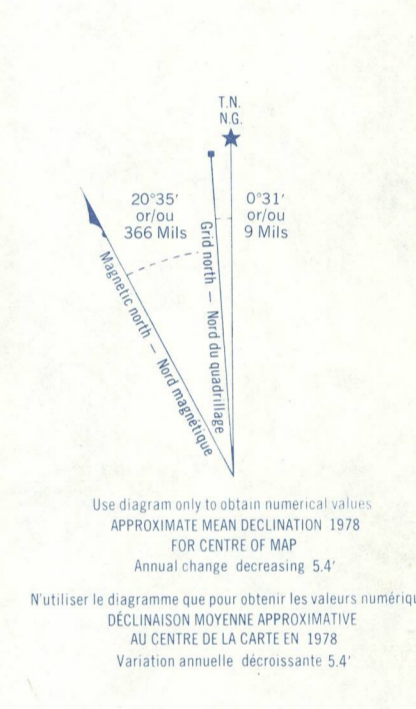 T.N.
N.G.
20°35'
or/ou
366 Mils
0°31'
or/ou
9 Mils
Magnetic north — Nord magnétique
Grid north — Nord du quadrillage
Use diagram only to obtain numerical values
APPROXIMATE MEAN DECLINATION 1978
FOR CENTRE OF MAP
Annual change decreasing 5.4'
N'utiliser le diagramme que pour obtenir les valeurs numériqu
DÉCLINAISON MOYENNE APPROXIMATIVE
AU CENTRE DE LA CARTE EN 1978
Variation annuelle décroissante 5.4'